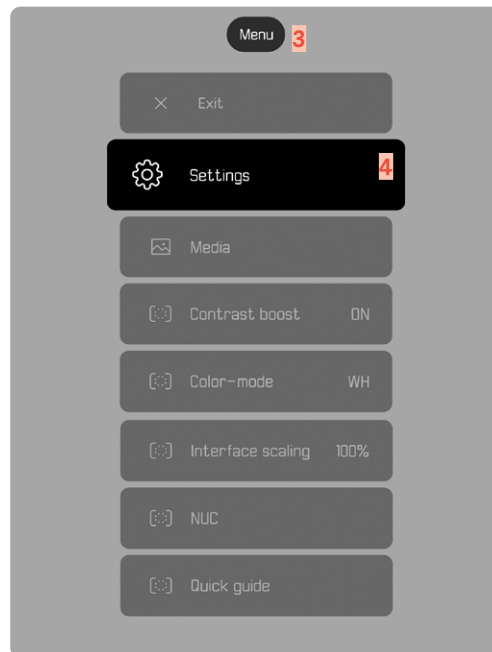 Menu 3
Exit
Settings 4
Media
Contrast boost ON
Color-mode WH
Interface scaling 100%
NUC
Quick guide